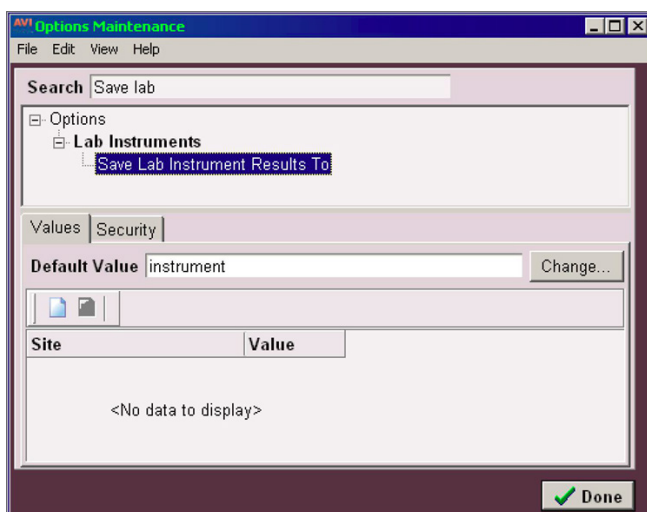 AVI Options Maintenance
File Edit View Help
Search Save lab
Options
Lab Instruments
Save Lab Instrument Results To
Values Security
Default Value instrument Change...
Site Value
<No data to display>
Done